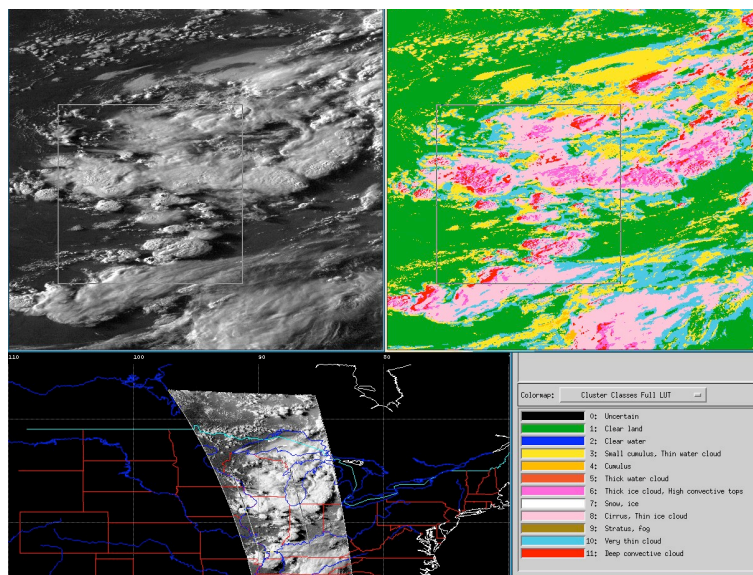 110
100
90
80
Colormap: Cluster Classes Full LUT
0: Uncertain
1: Clear land
2: Clear water
3: Small cumulus, Thin water cloud
4: Cumulus
5: Thick water cloud
6: Thick ice cloud, High convective tops
7: Snow, ice
8: Cirrus, Thin ice cloud
9: Stratus, fog
10: Very thin cloud
11: Deep convective cloud